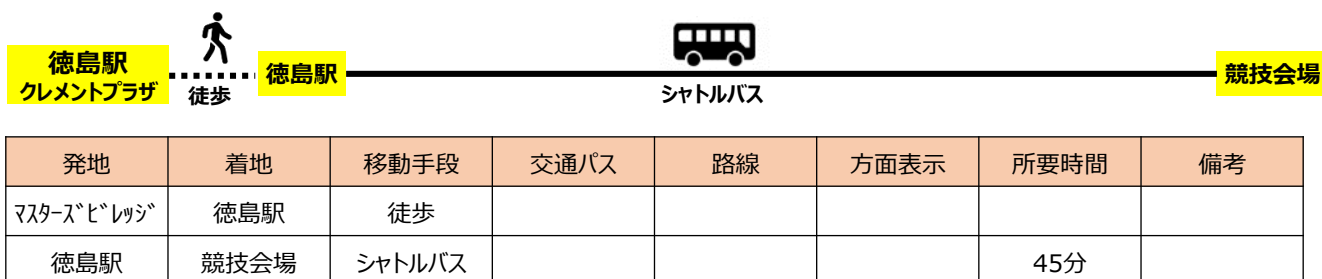 徳島駅
クレメントプラザ
徒歩
徳島駅
シャトルバス
競技会場
発地 着地 移動手段 交通パス 路線 方面表示 所要時間 備考
ﾏｽﾀｰｽﾞﾋﾞﾚｯｼﾞ 徳島駅 徒歩
徳島駅 競技会場 シャトルバス 45分